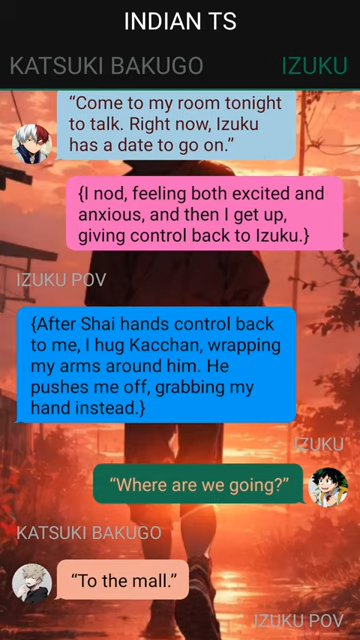 INDIAN TS
KATSUKI BAKUGO IZUKU
“Come to my room tonight
to talk. Right now, Izuku
has a date to go on.”
{I nod, feeling both excited and
anxious, and then I get up,
giving control back to Izuku.}
IZUKU POV
{After Shai hands control back
to me, I hug Kacchan, wrapping
my arms around him. He
pushes me off, grabbing my
hand instead.}
IZUKU
“Where are we going?”
KATSUKI BAKUGO
“To the mall.”
IZUKU POV